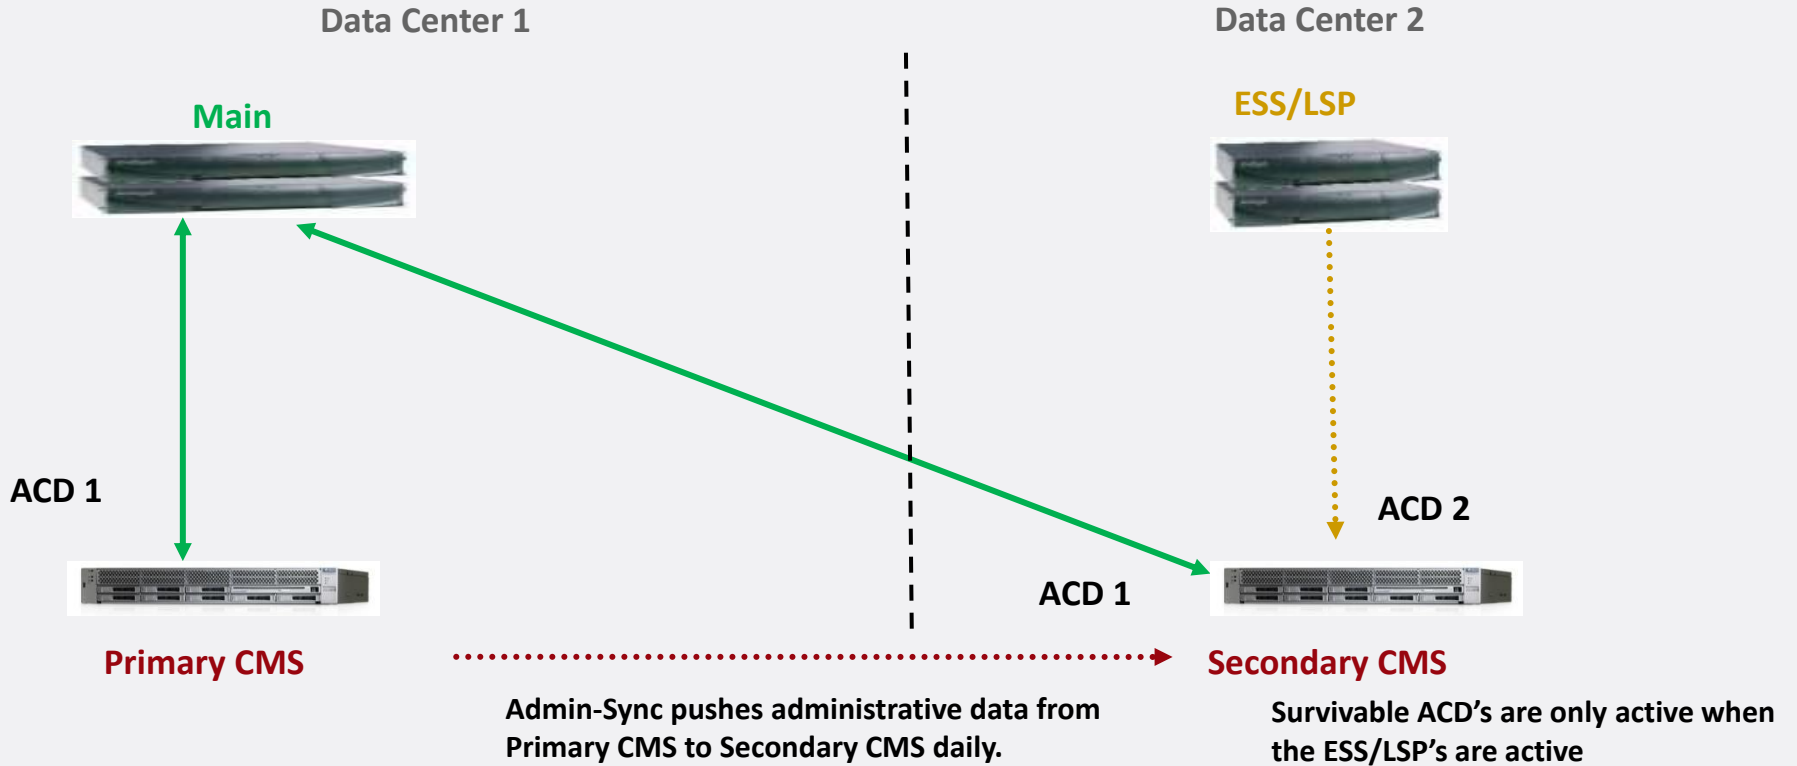 Data Center 1
Data Center 2
Main
ESS/LSP
ACD 1
ACD 2
ACD 1
Primary CMS
Secondary CMS
Admin-Sync pushes administrative data from
Primary CMS to Secondary CMS daily.
Survivable ACD’s are only active when
the ESS/LSP’s are active